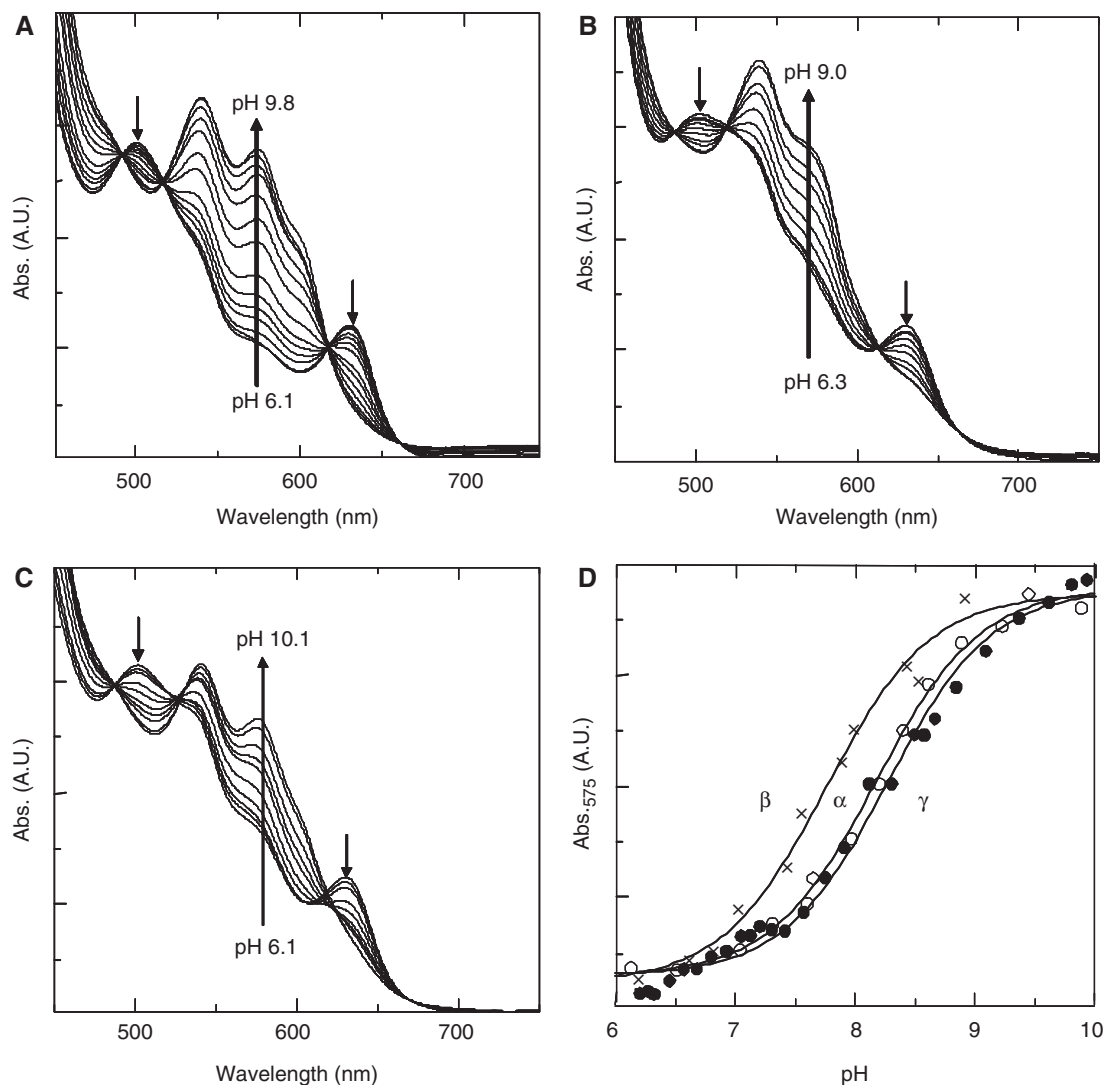 A
Abs. (A.U.)
pH 9.8
pH 6.1
500
600
700
Wavelength (nm)
B
Abs. (A.U.)
pH 9.0
pH 6.3
500
600
700
Wavelength (nm)
C
Abs. (A.U.)
pH 10.1
pH 6.1
500
600
700
Wavelength (nm)
D
Abs.575 (A.U.)
β
α
γ
6
7
8
9
10
pH